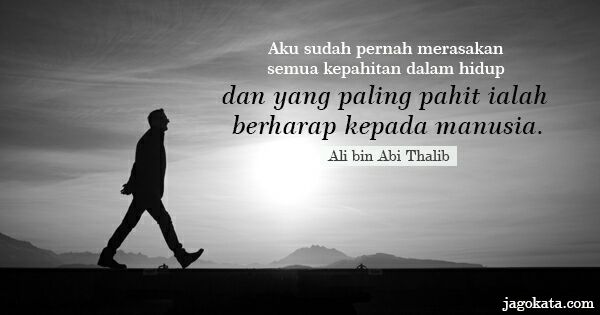 Aku sudah pernah merasakan
semua kepahitan dalam hidup
dan yang paling pahit ialah
berharap kepada manusia.
Ali bin Abi Thalib
jagokata.com